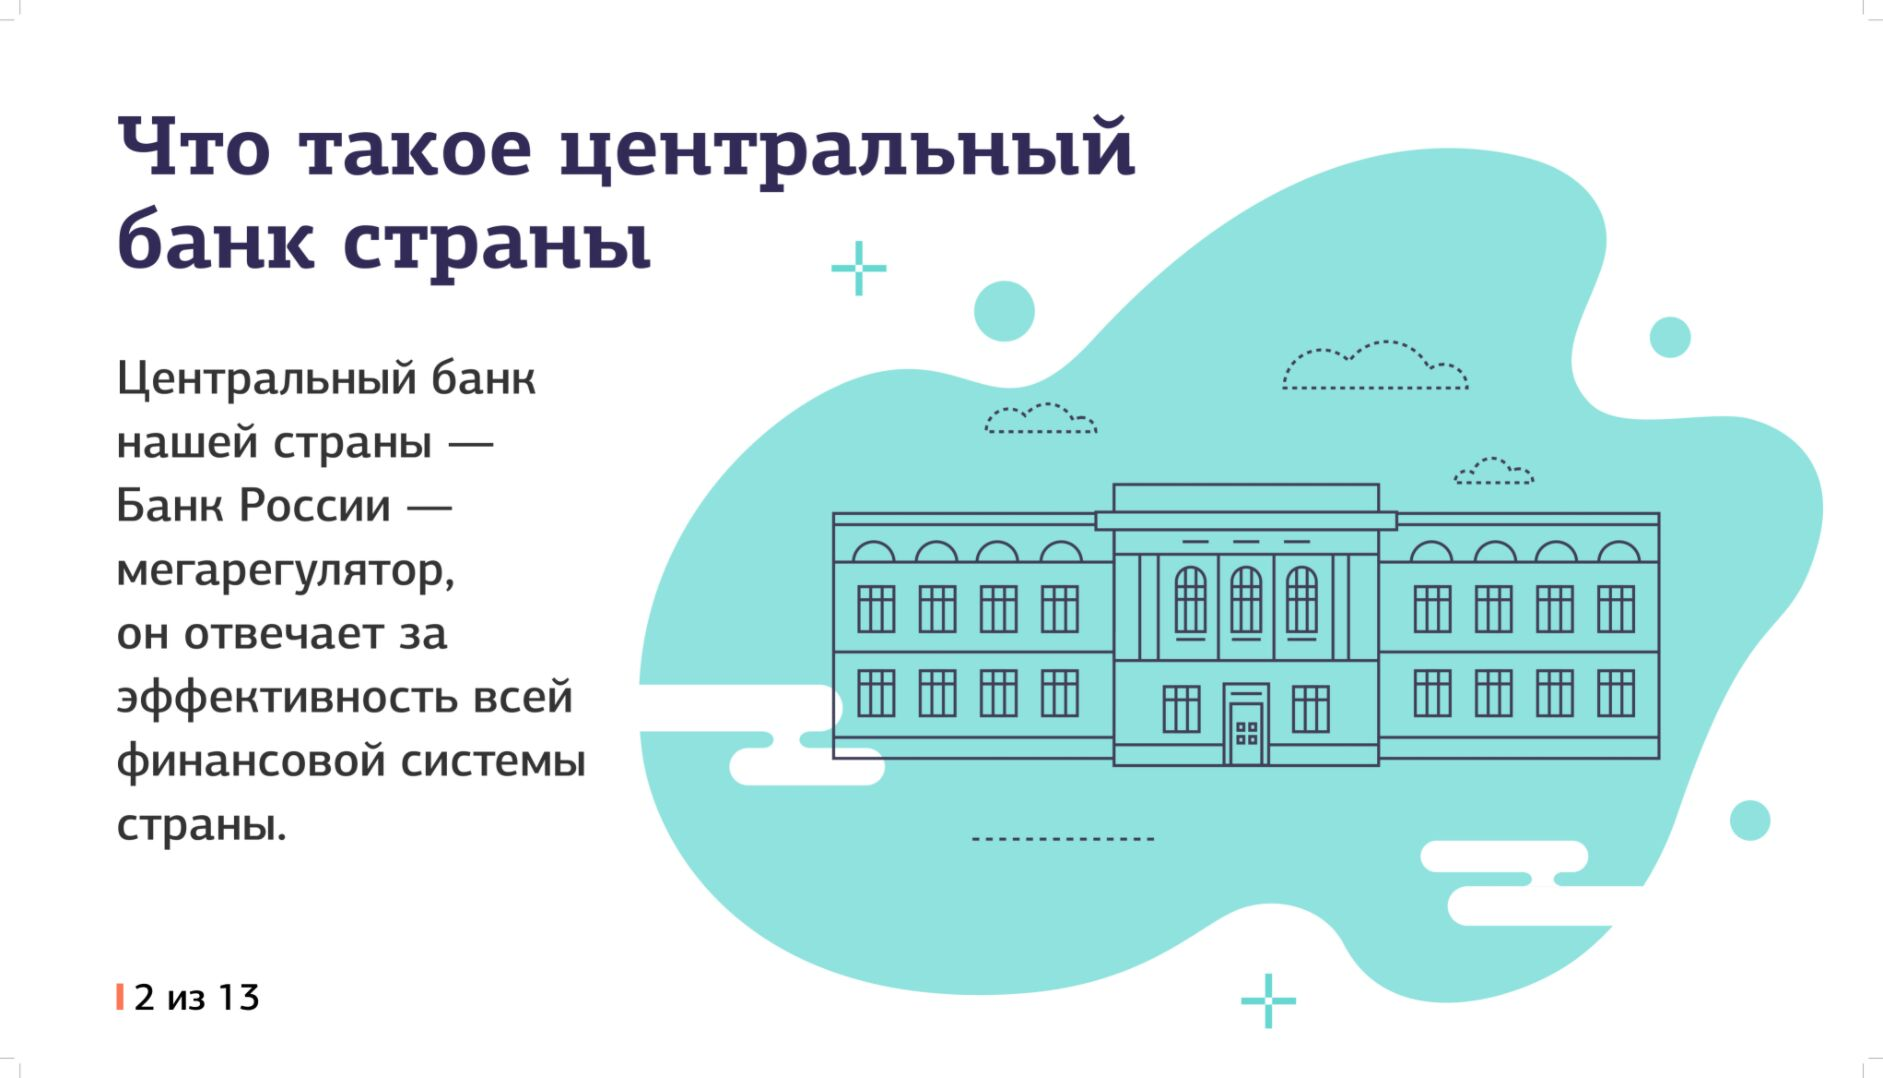 Что такое центральный
банк страны
Центральный банк
нашей страны —
Банк России —
мегарегулятор,
он отвечает за
эффективность всей
финансовой системы
страны.
2 из 13